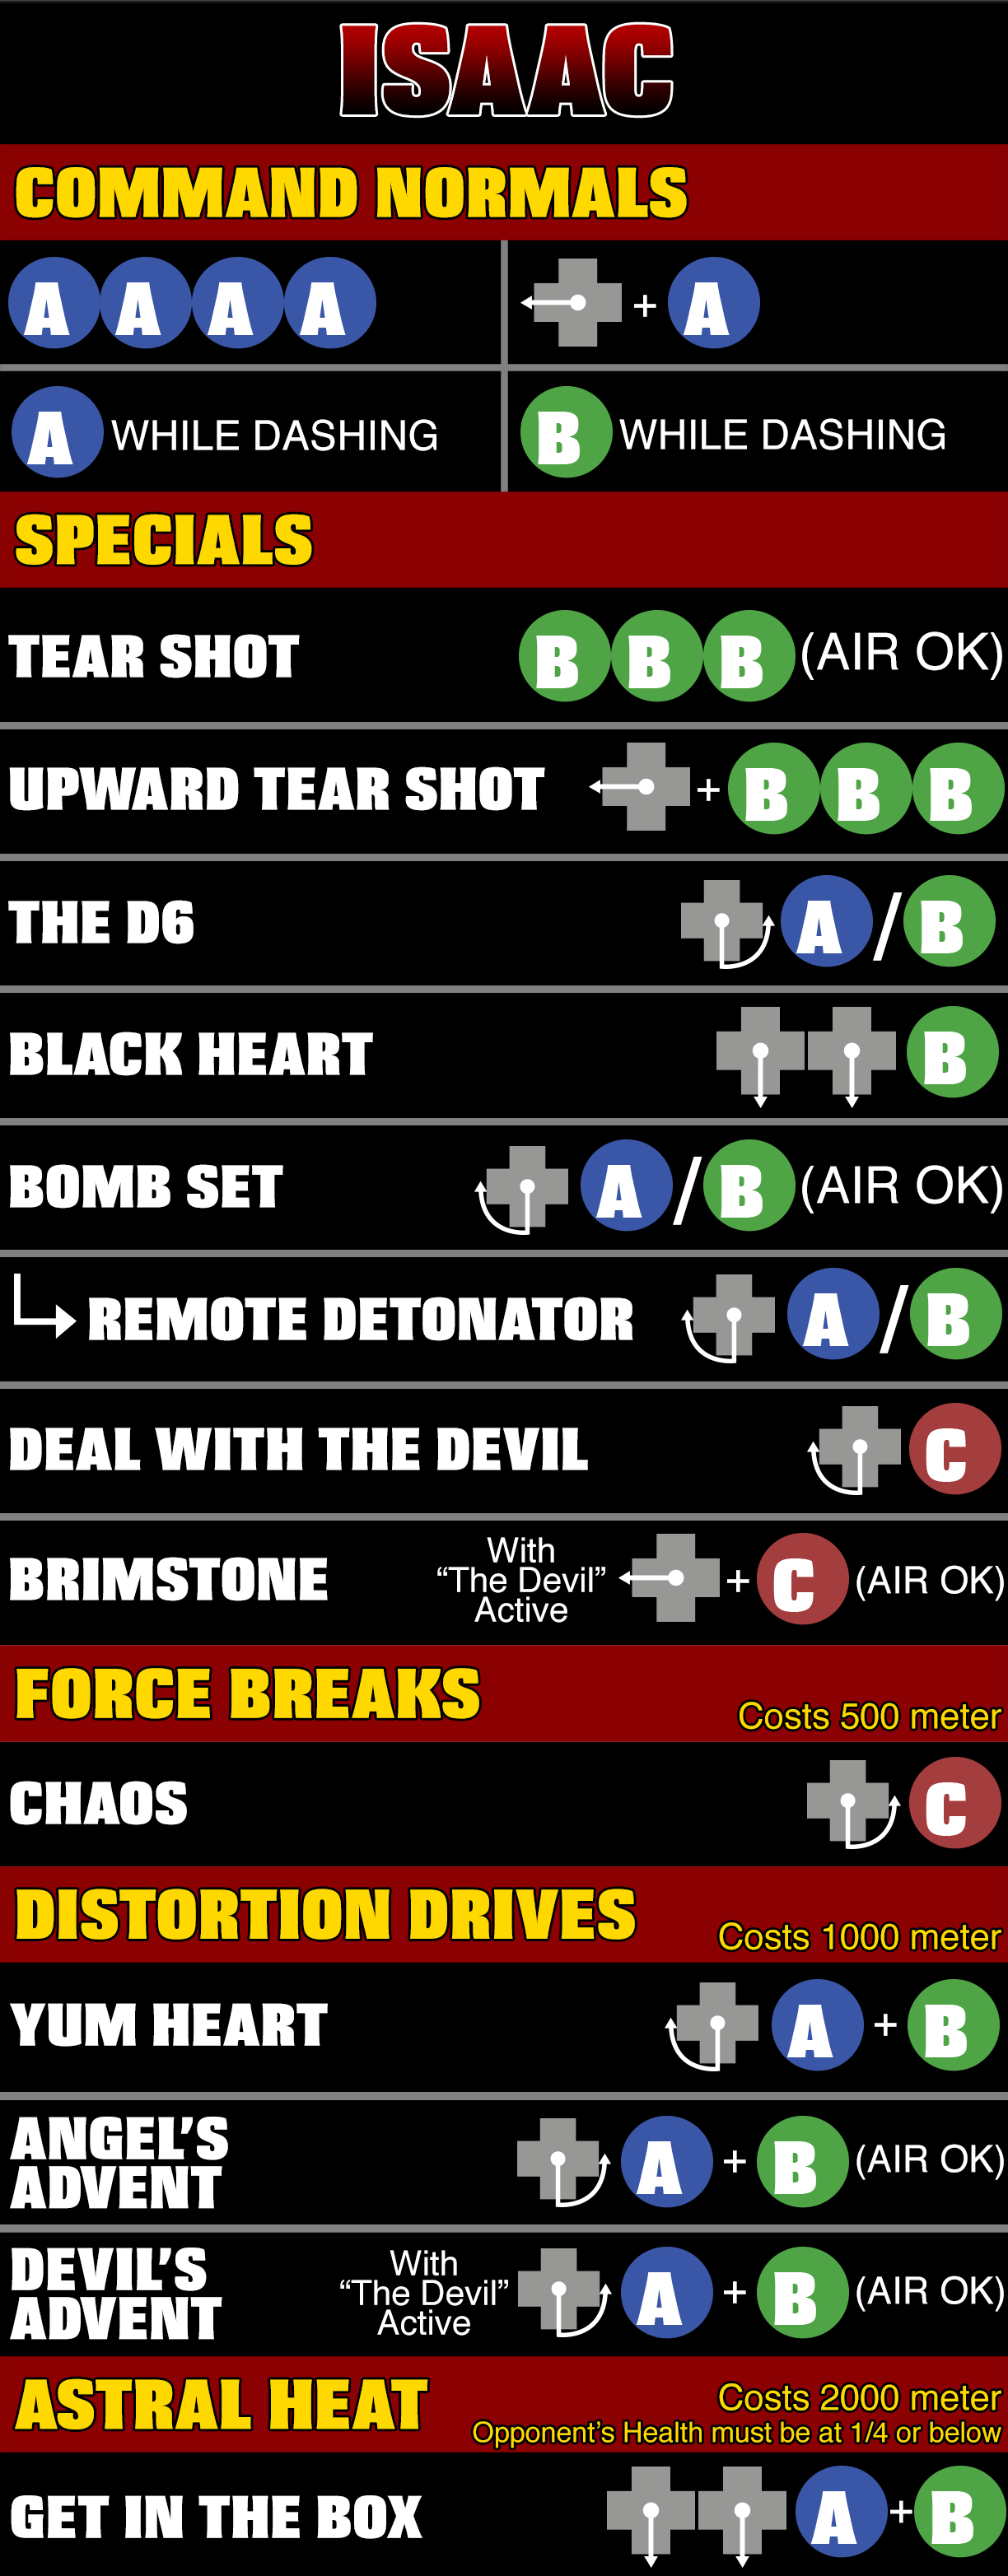 ISAAC
COMMAND NORMALS
A A A A
+ A
A WHILE DASHING
B WHILE DASHING
SPECIALS
TEAR SHOT B B B (AIR OK)
UPWARD TEAR SHOT + B B B
THE D6 A / B
BLACK HEART B
BOMB SET A / B (AIR OK)
REMOTE DETONATOR A / B
DEAL WITH THE DEVIL C
BRIMSTONE
With
“The Devil”
Active
+ C (AIR OK)
FORCE BREAKS
Costs 500 meter
CHAOS C
DISTORTION DRIVES
Costs 1000 meter
YUM HEART A + B
ANGEL’S
ADVENT
A + B (AIR OK)
DEVIL’S
ADVENT
With
“The Devil”
Active
A + B (AIR OK)
ASTRAL HEAT
Costs 2000 meter
Opponent’s Health must be at 1/4 or below
GET IN THE BOX A + B